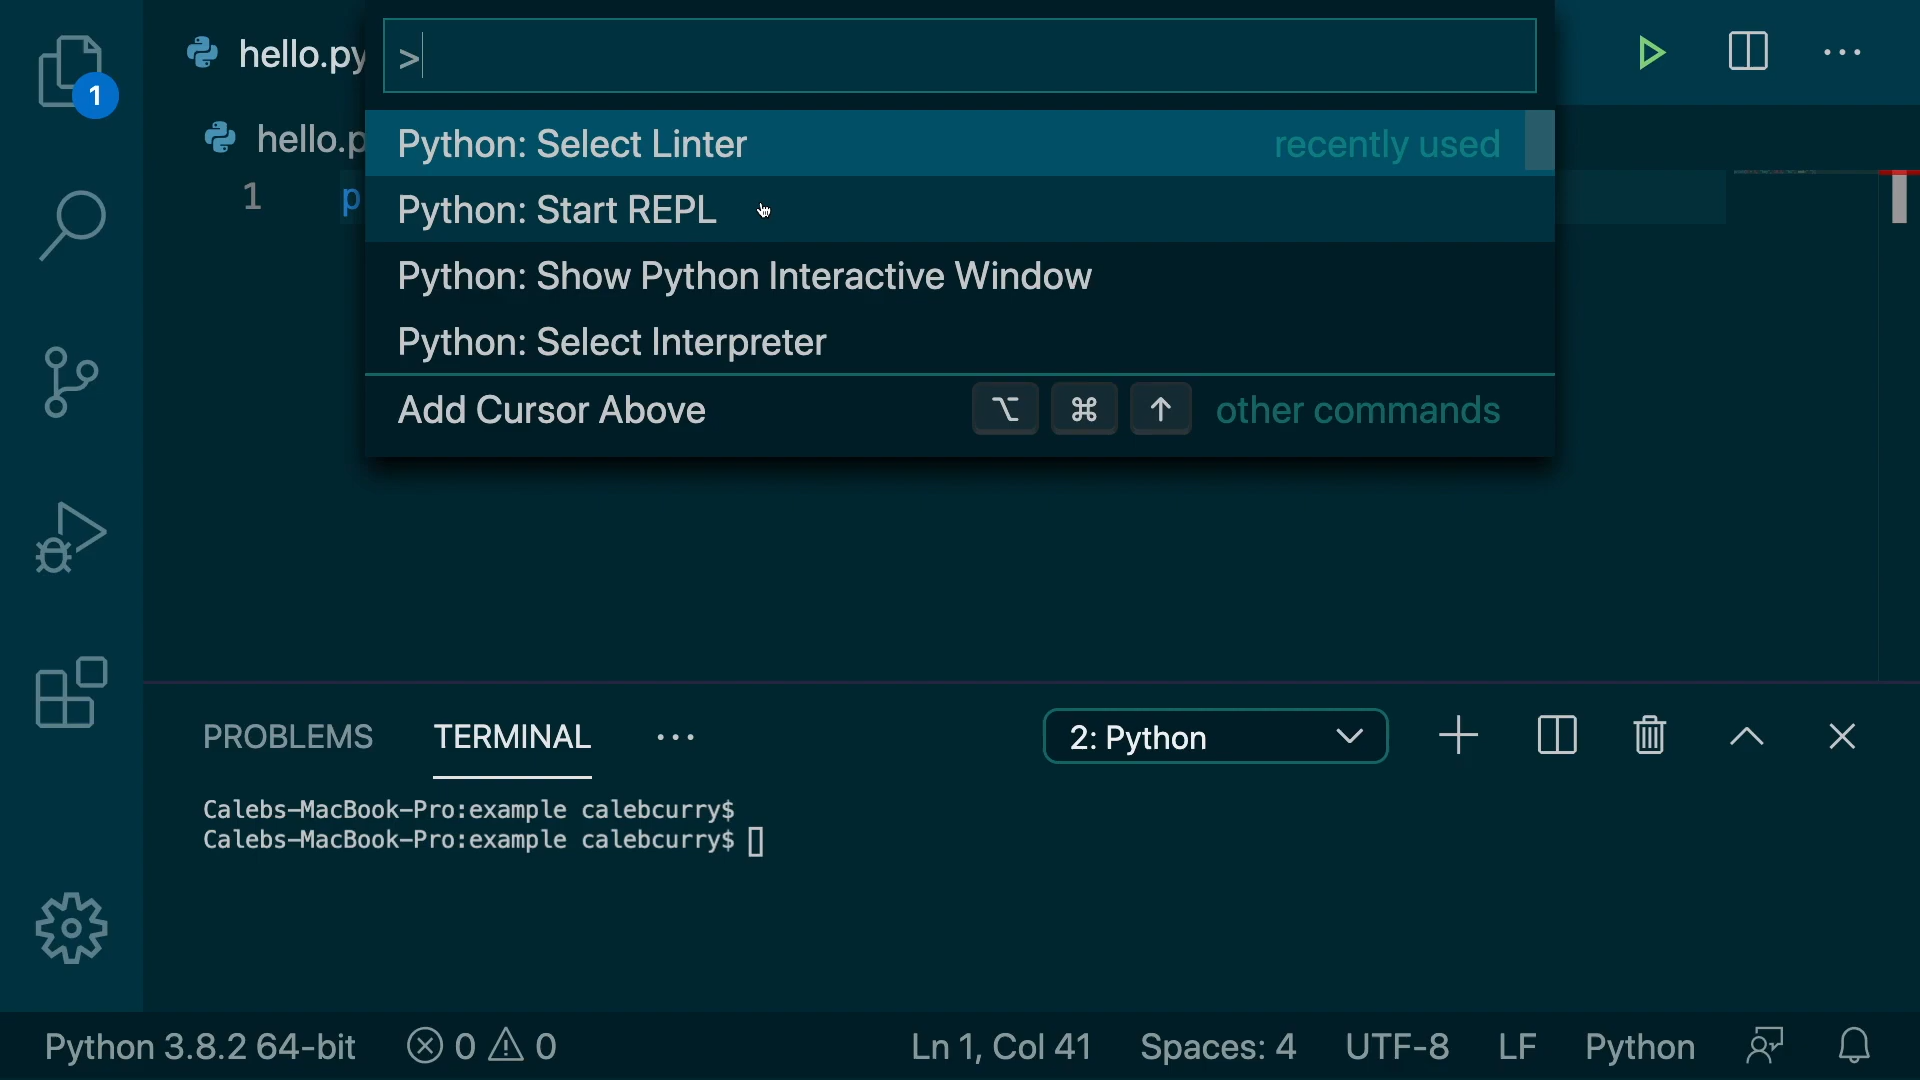 1
hello.py
>
hello.p
Python: Select Linter recently used
1 p
Python: Start REPL
Python: Show Python Interactive Window
Python: Select Interpreter
Add Cursor Above ⌥ ⌘ ↑ other commands
PROBLEMS TERMINAL ··· 2: Python
Calebs-MacBook-Pro:example calebcurry$
Calebs-MacBook-Pro:example calebcurry$
Python 3.8.2 64-bit 0 0 Ln 1, Col 41 Spaces: 4 UTF-8 LF Python